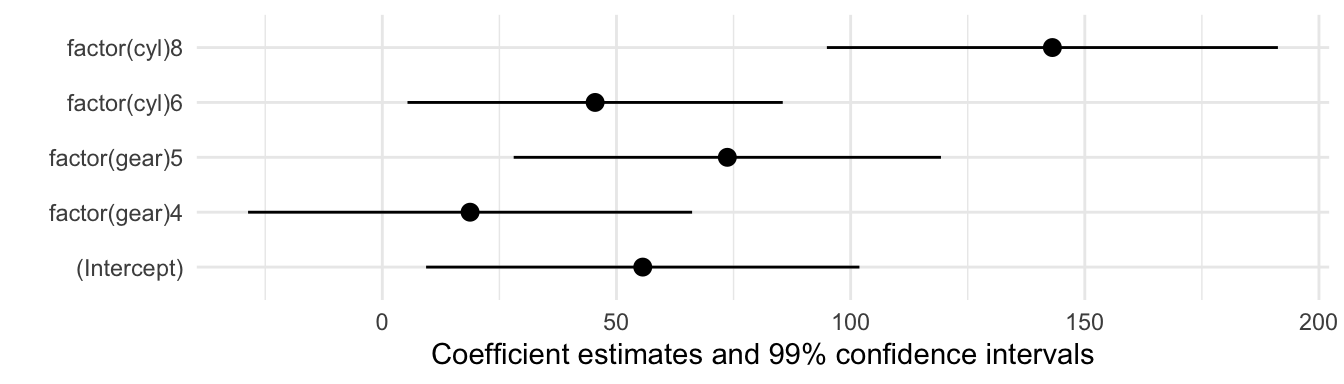 factor(cyl)8
factor(cyl)6
factor(gear)5
factor(gear)4
(Intercept)
0 50 100 150 200
Coefficient estimates and 99% confidence intervals